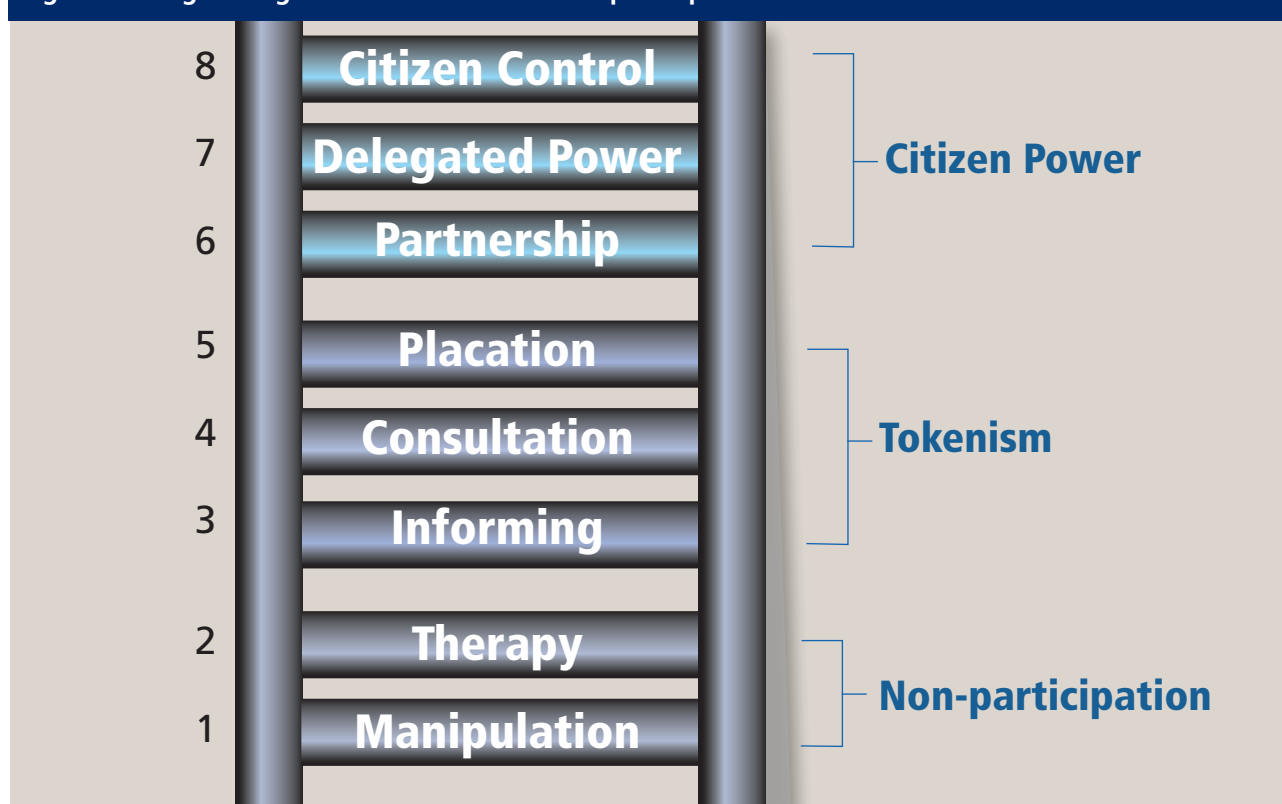 8 Citizen Control
7 Delegated Power
Citizen Power
6 Partnership
5 Placation
4 Consultation
Tokenism
3 Informing
2 Therapy
Non-participation
1 Manipulation